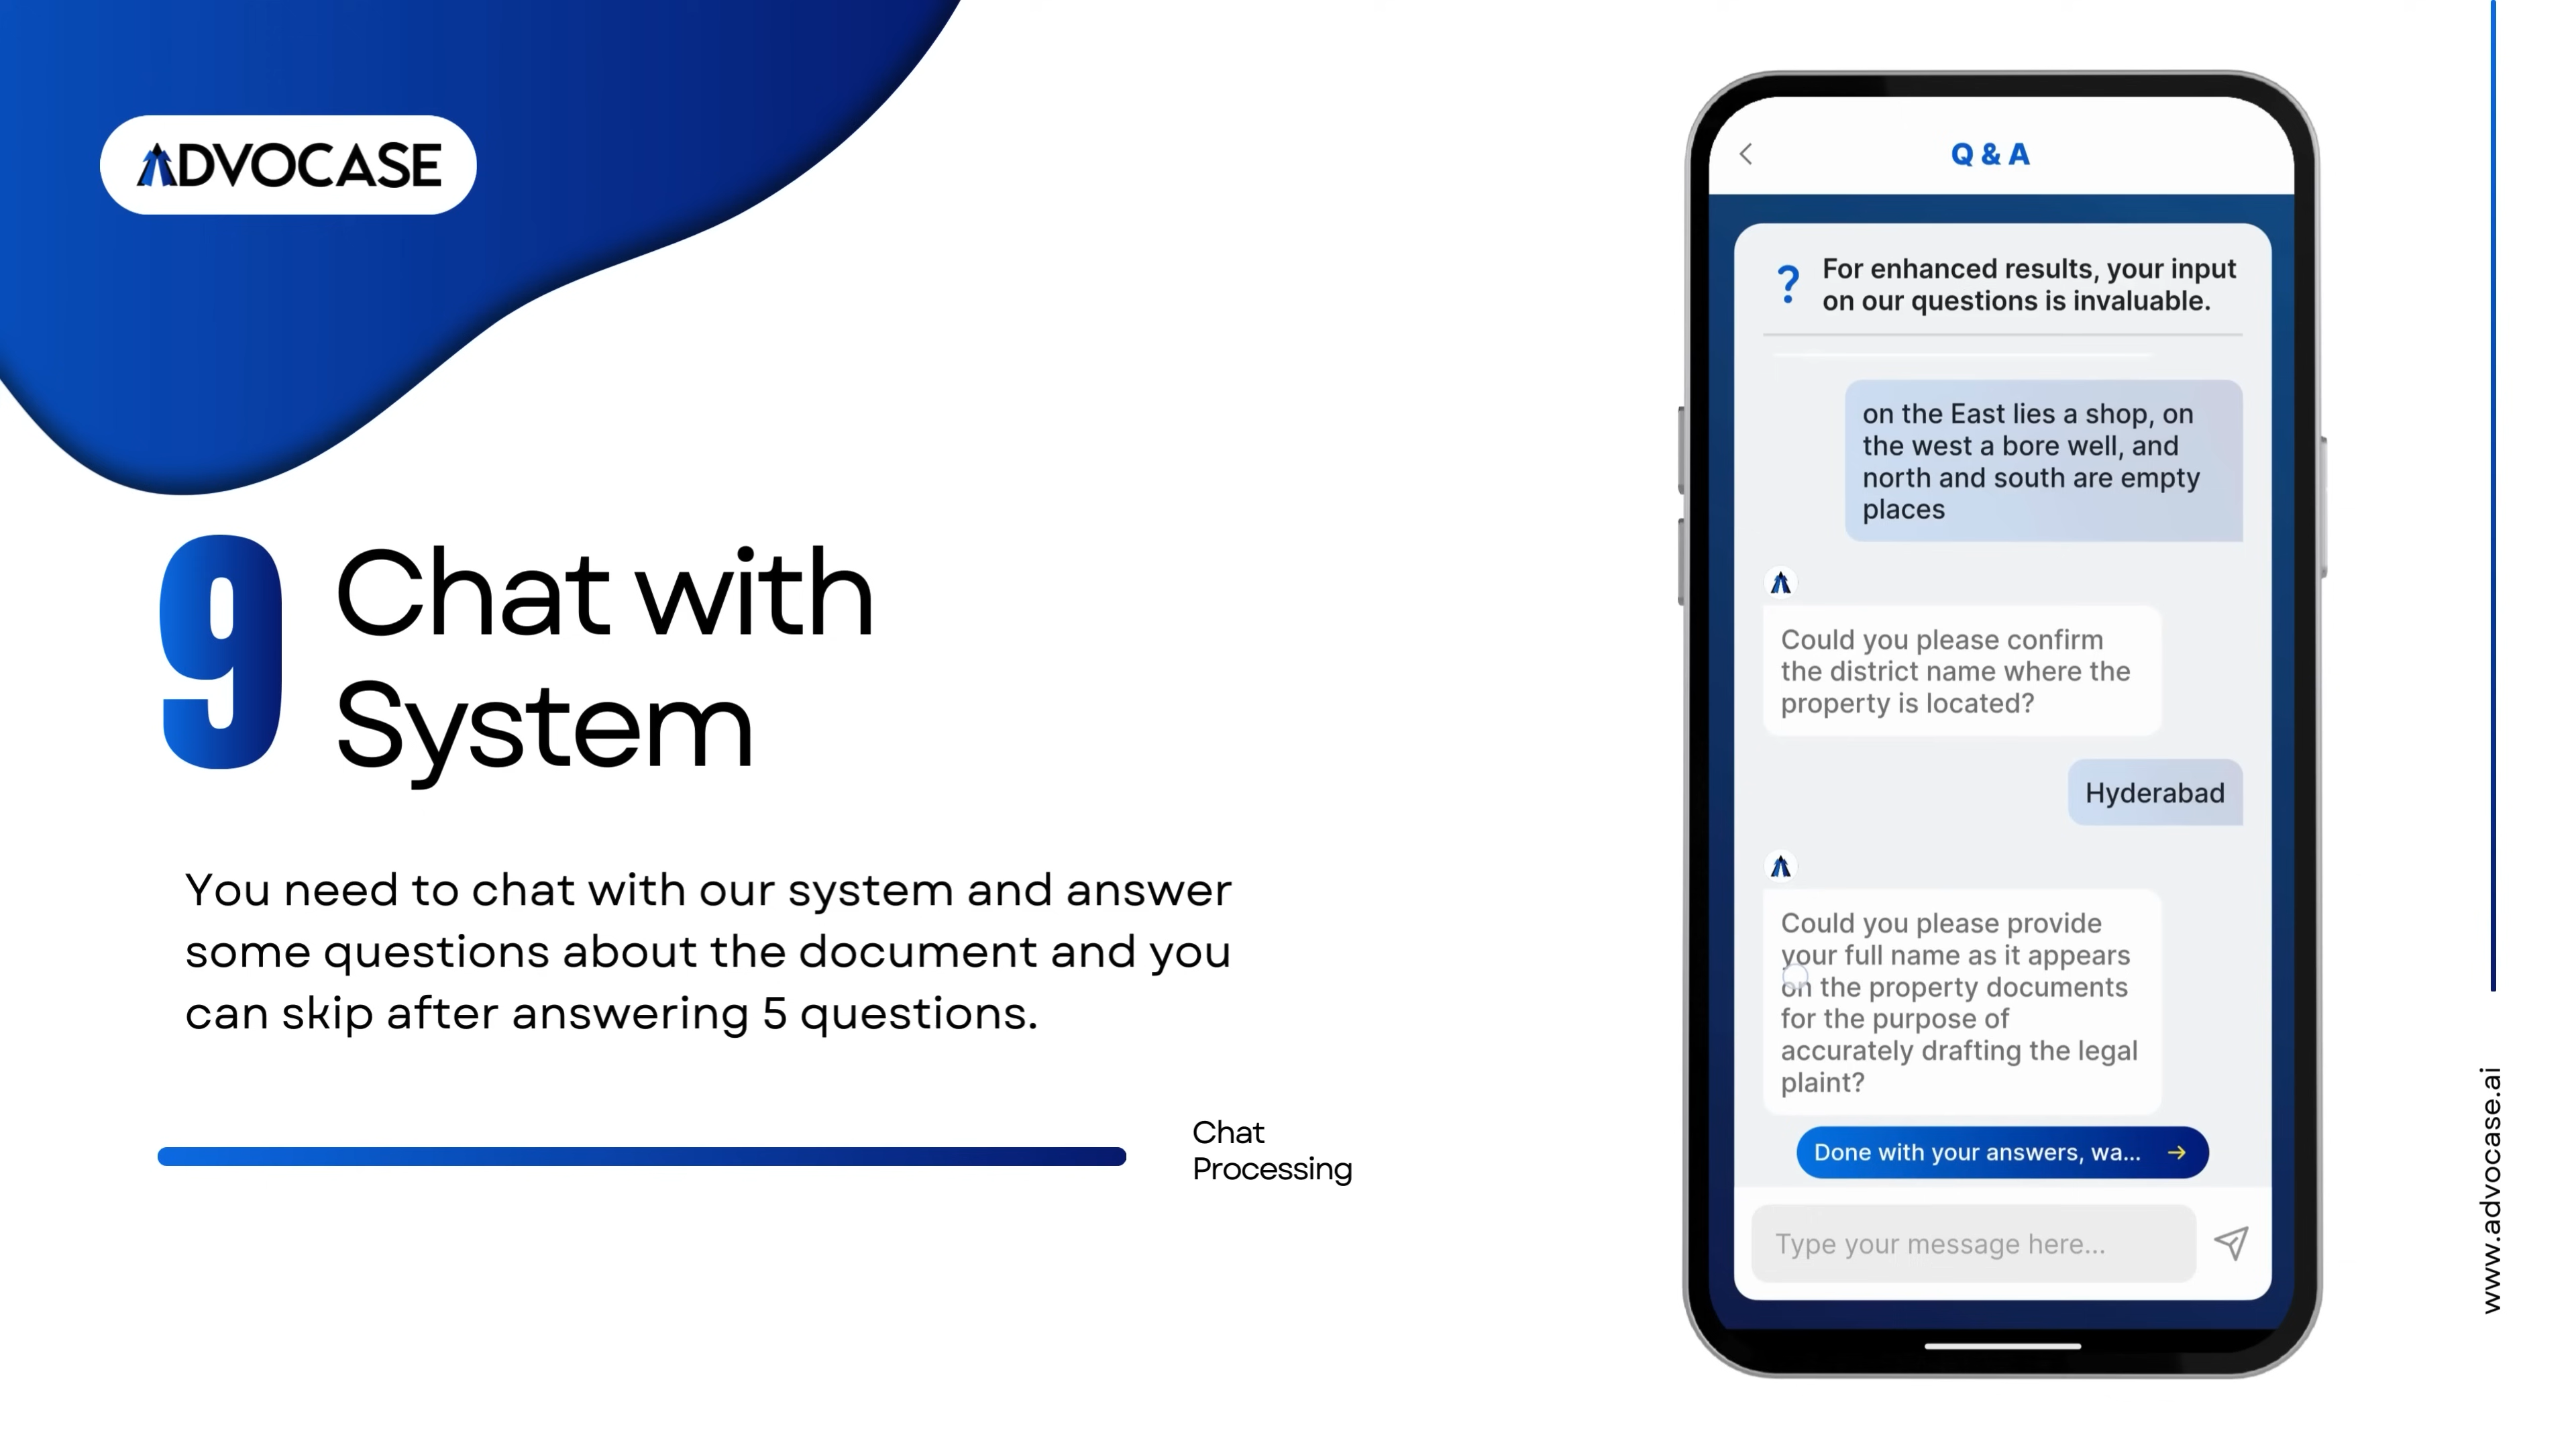 ADVOCASE
9
Chat with
System
You need to chat with our system and answer
some questions about the document and you
can skip after answering 5 questions.
Chat
Processing
Q & A
?
For enhanced results, your input
on our questions is invaluable.
on the East lies a shop, on
the west a bore well, and
north and south are empty
places
Could you please confirm
the district name where the
property is located?
Hyderabad
Could you please provide
your full name as it appears
on the property documents
for the purpose of
accurately drafting the legal
plaint?
Done with your answers, wa...
Type your message here...
www.advocase.ai